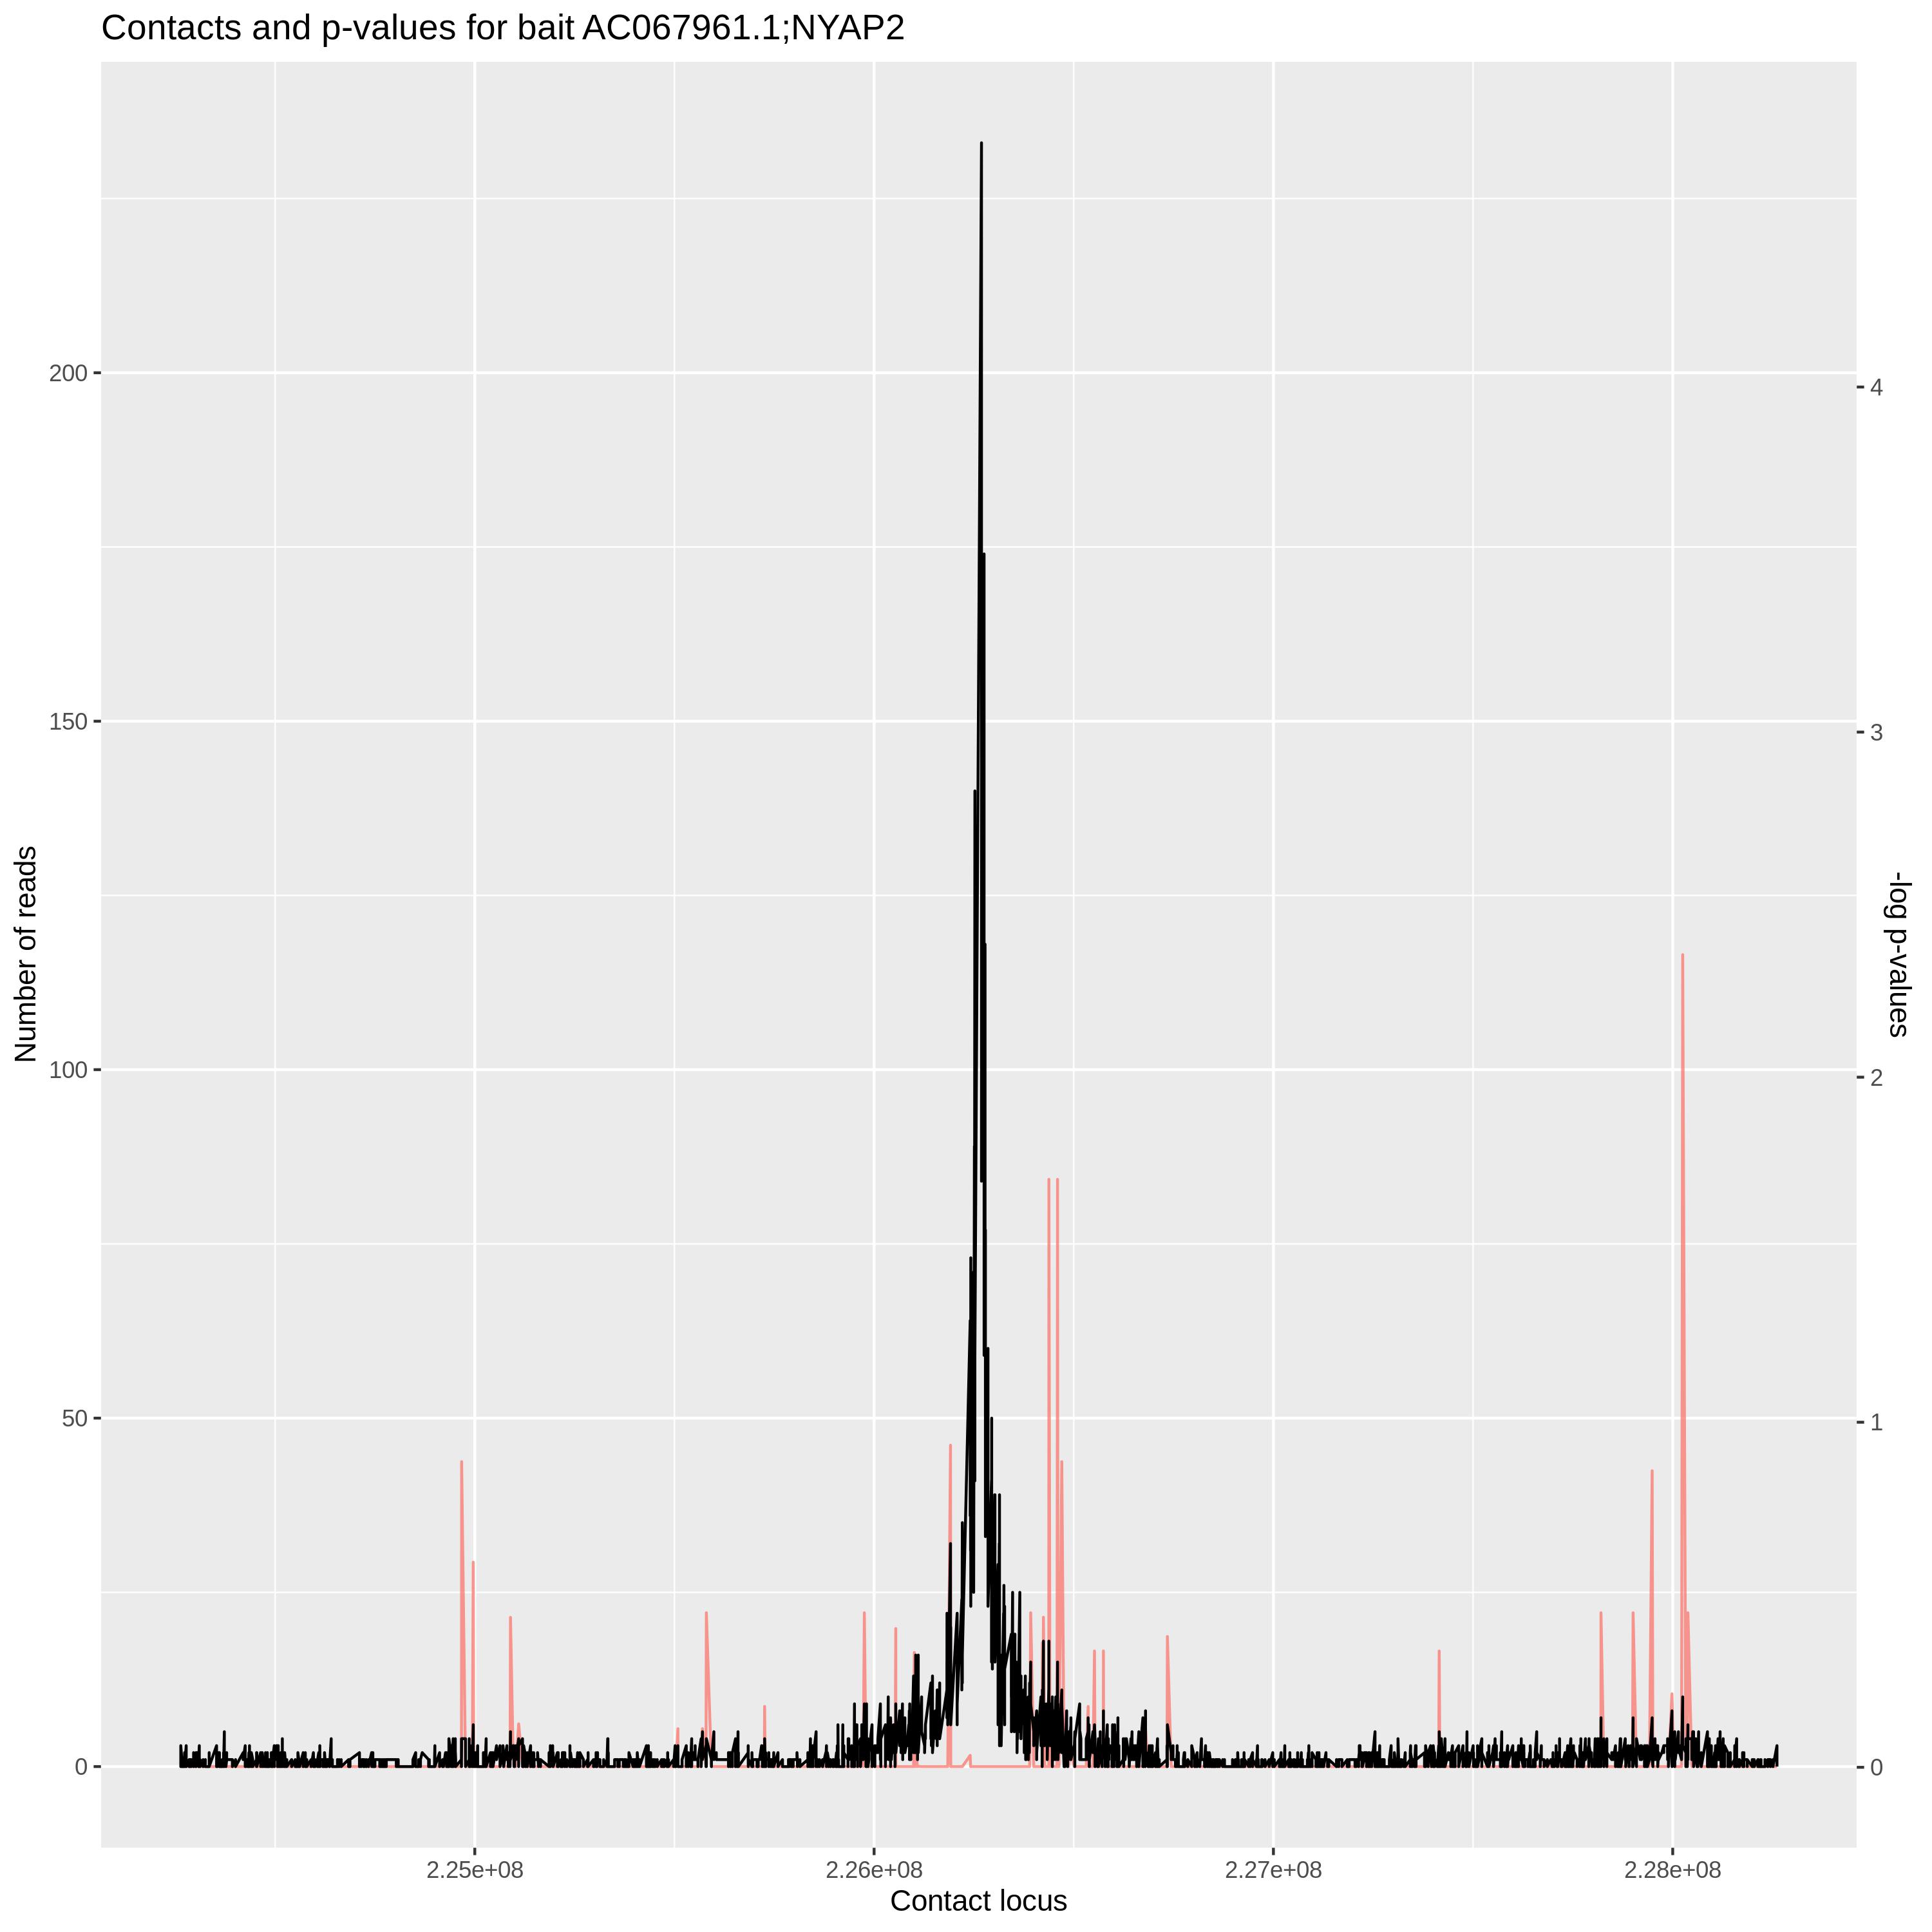 Contacts and p-values for bait AC067961.1;NYAP2
Number of reads
200
150
100
50
0
4
3
2
1
0
-log p-values
2.25e+08
2.26e+08
2.27e+08
2.28e+08
Contact locus